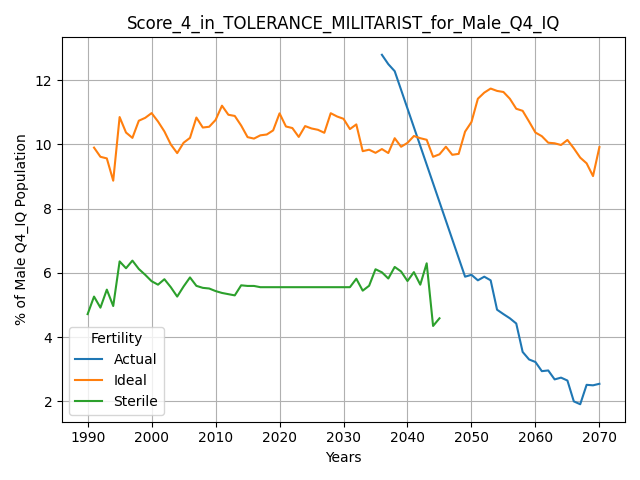 Score_4_in_TOLERANCE_MILITARIST_for_Male_Q4_IQ
% of Male Q4_IQ Population
12
10
8
6
4
2
Fertility
Actual
Ideal
Sterile
1990 2000 2010 2020 2030 2040 2050 2060 2070
Years